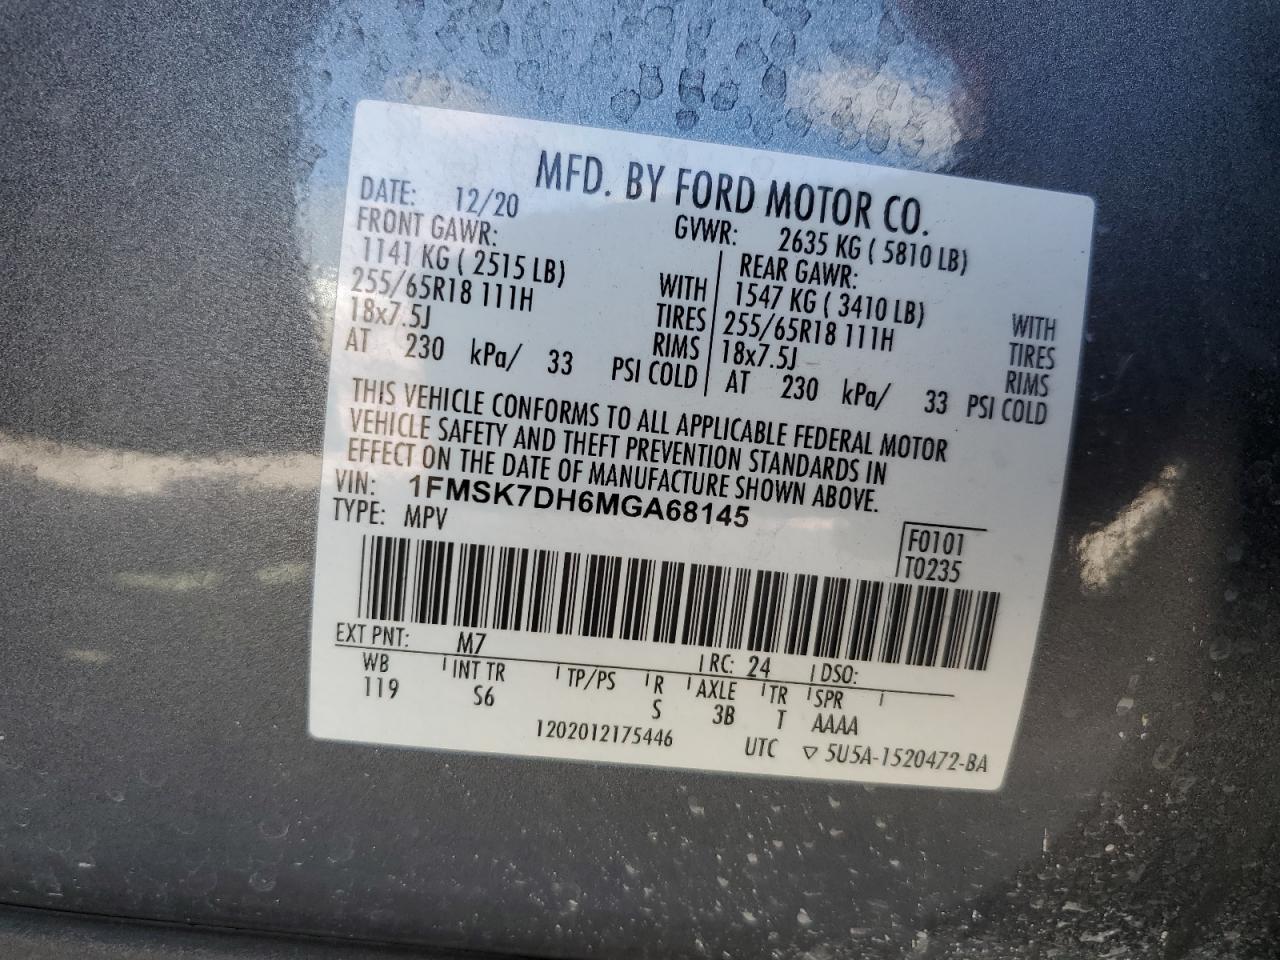 MFD. BY FORD MOTOR CO.
DATE: 12/20 GVWR: 2635 KG ( 5810 LB)
FRONT GAWR: REAR GAWR:
1141 KG ( 2515 LB) WITH 1547 KG ( 3410 LB) WITH
255/65R18 111H TIRES 255/65R18 111H TIRES
18x7.5J RIMS 18x7.5J RIMS
AT 230 kPa/ 33 PSI COLD AT 230 kPa/ 33 PSI COLD
THIS VEHICLE CONFORMS TO ALL APPLICABLE FEDERAL MOTOR
VEHICLE SAFETY AND THEFT PREVENTION STANDARDS IN
EFFECT ON THE DATE OF MANUFACTURE SHOWN ABOVE.
VIN: 1FMSK7DH6MGA68145
TYPE: MPV
F0101
T0235
EXT PNT: M7 RC: 24 DSO:
WB INT TR TP/PS R AXLE TR SPR
119 S6 S 3B T AAAA
1202012175446 UTC ▽ 5U5A-1520472-BA